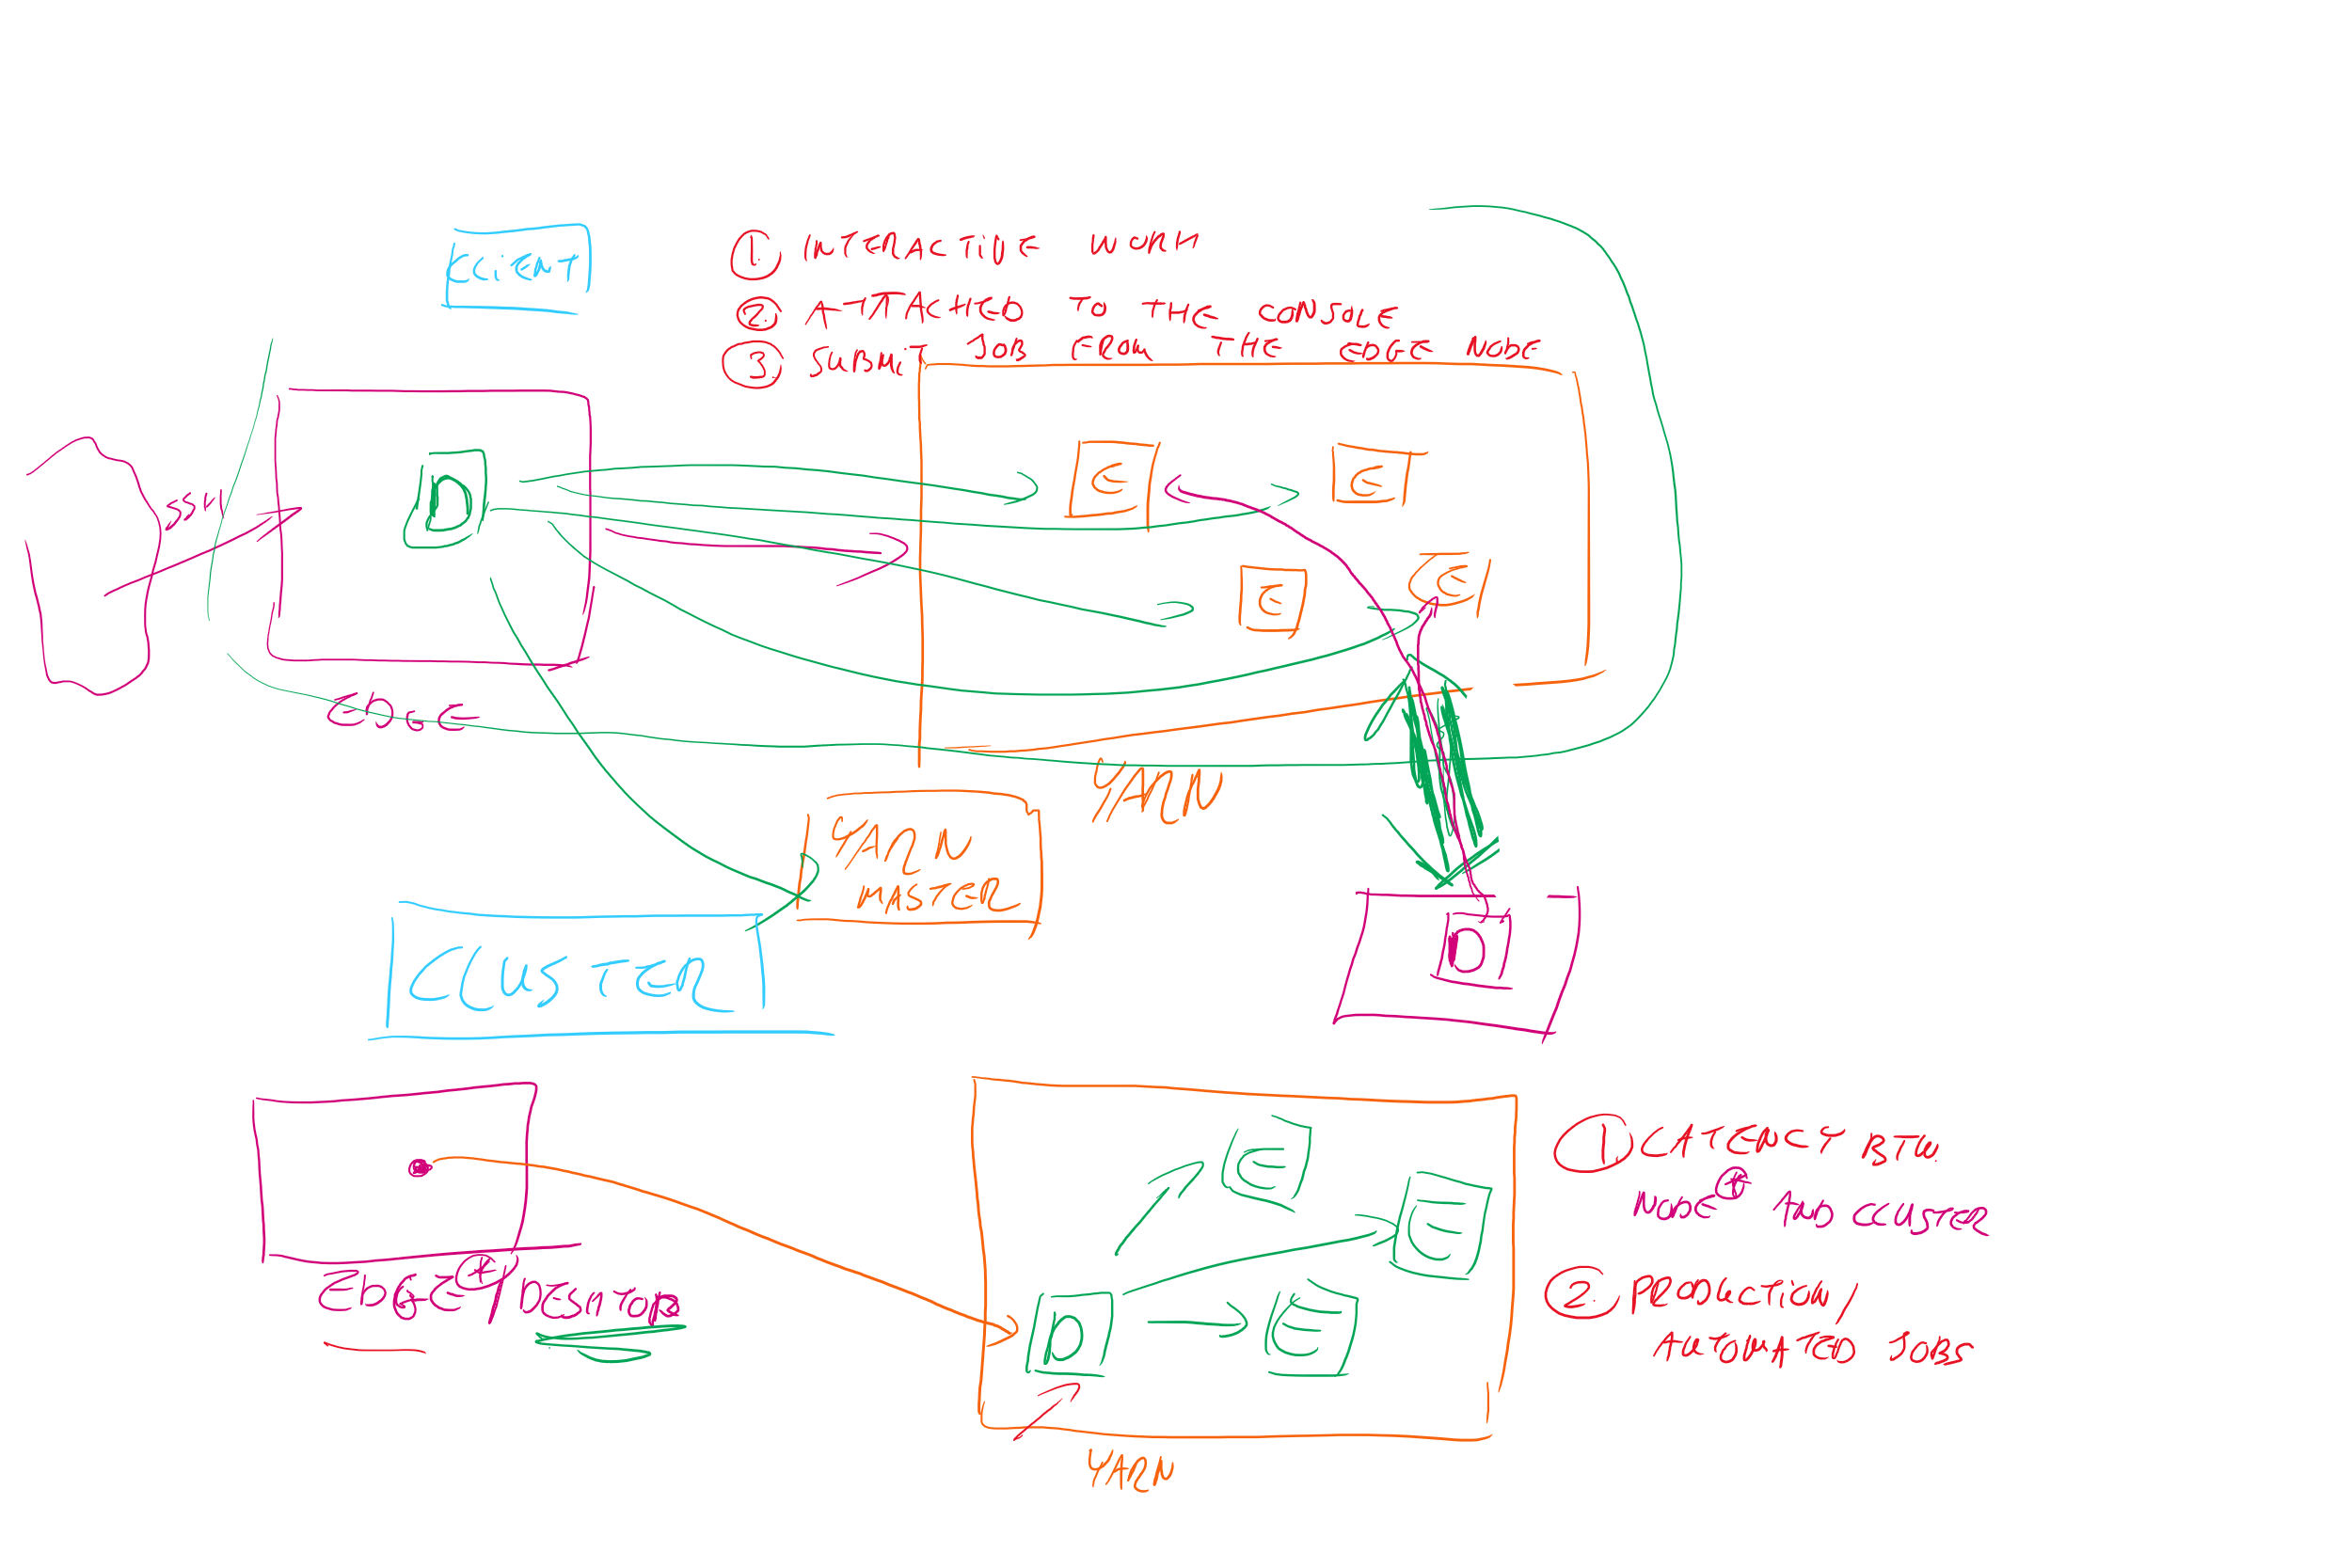 CLIENT
① INTERACTIVE WORK
② ATTACHED TO THE CONSOLE
③ SUBMIT JOB FROM THE EDGE NODE
SSH
D
E
E
E
E
EDGE
YARN
YARN
MASTER
CLUSTER
D
① LATENCY BTW.
NODE* THE CLUSTER
② PRODUCTION/
AUTOMATED JOBS
EDGE*/DESKTOP
D
E
E
E
YARN